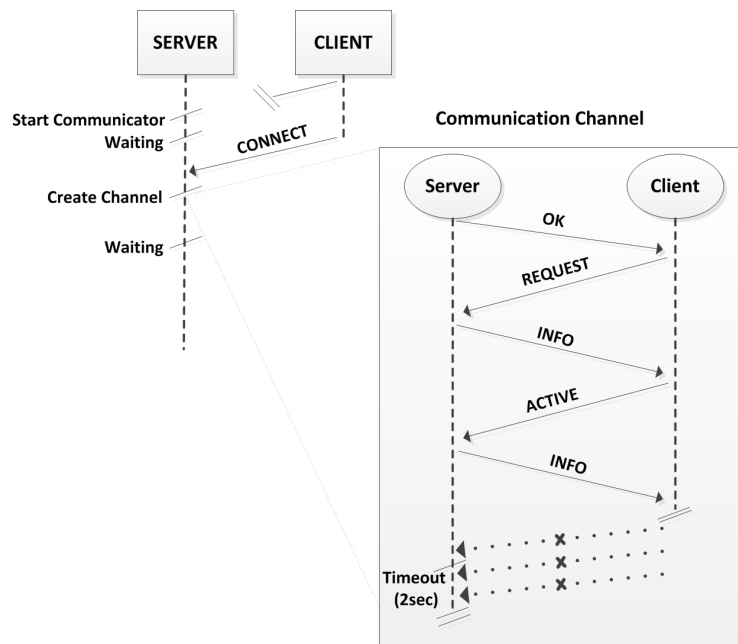 SERVER
CLIENT
Start Communicator
Waiting
CONNECT
Create Channel
Waiting
Communication Channel
Server
Client
OK
REQUEST
INFO
ACTIVE
INFO
Timeout
(2sec)